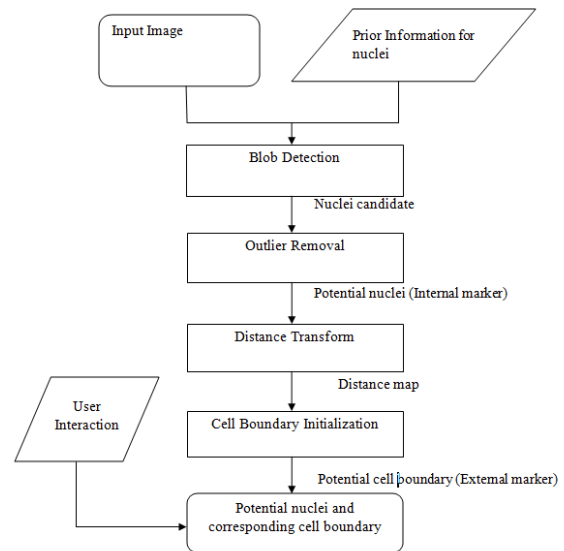 Input Image
Prior Information for
nuclei
Blob Detection
Nuclei candidate
Outlier Removal
Potential nuclei (Internal marker)
Distance Transform
Distance map
User
Interaction
Cell Boundary Initialization
Potential cell boundary (External marker)
Potential nuclei and
corresponding cell boundary